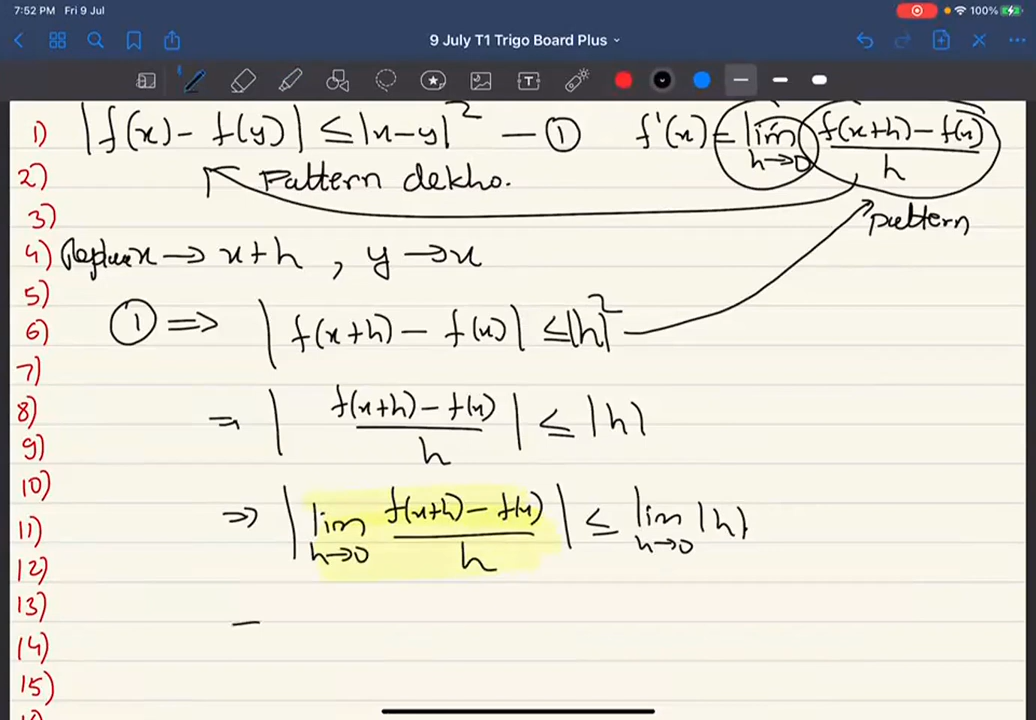 7:52 PM Fri 9 Jul
100%
9 July T1 Trigo Board Plus
1) |f(x) - f(y)| ≤ |x-y|² — ① f'(x) = lim h→0 f(x+h) - f(x) / h
2) Pattern dekho.
pattern
3)
4) Replace x → x+h , y → x
5)
6) ① ⇒ |f(x+h) - f(x)| ≤ |h|²
7)
8) ⇒ | f(x+h) - f(x) / h | ≤ |h|
9)
10)
11) ⇒ | lim h→0 f(x+h) - f(x) / h | ≤ lim h→0 |h|
12)
13)
14)
15)